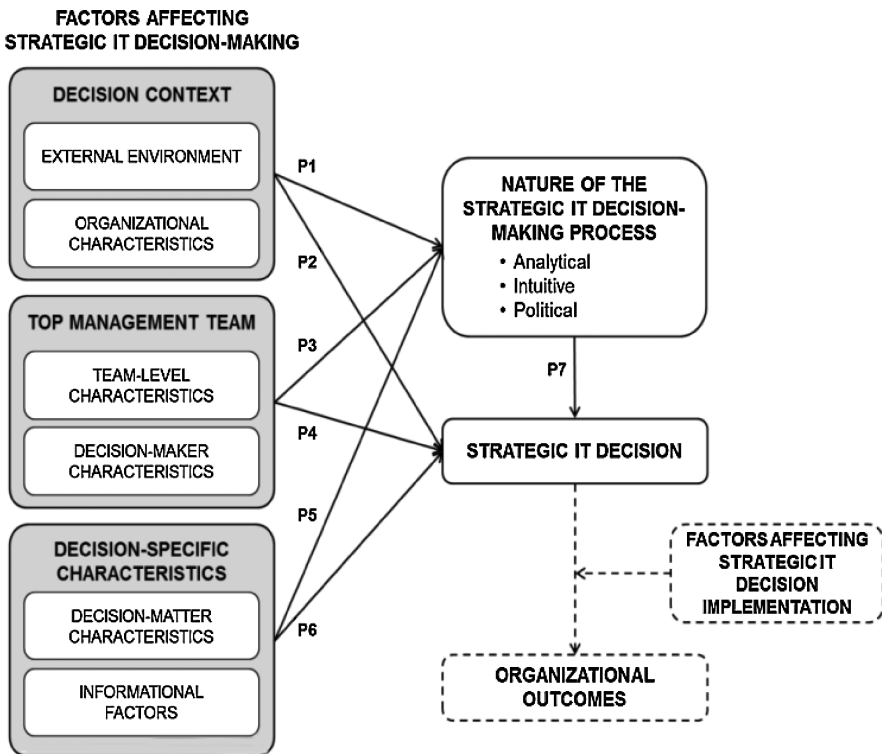 FACTORS AFFECTING
STRATEGIC IT DECISION-MAKING
DECISION CONTEXT
EXTERNAL ENVIRONMENT
ORGANIZATIONAL
CHARACTERISTICS
TOP MANAGEMENT TEAM
TEAM-LEVEL
CHARACTERISTICS
DECISION-MAKER
CHARACTERISTICS
DECISION-SPECIFIC
CHARACTERISTICS
DECISION-MATTER
CHARACTERISTICS
INFORMATIONAL
FACTORS
P1
P2
P3
P4
P5
P6
NATURE OF THE
STRATEGIC IT DECISION-
MAKING PROCESS
• Analytical
• Intuitive
• Political
P7
STRATEGIC IT DECISION
FACTORS AFFECTING
STRATEGIC IT
DECISION
IMPLEMENTATION
ORGANIZATIONAL
OUTCOMES